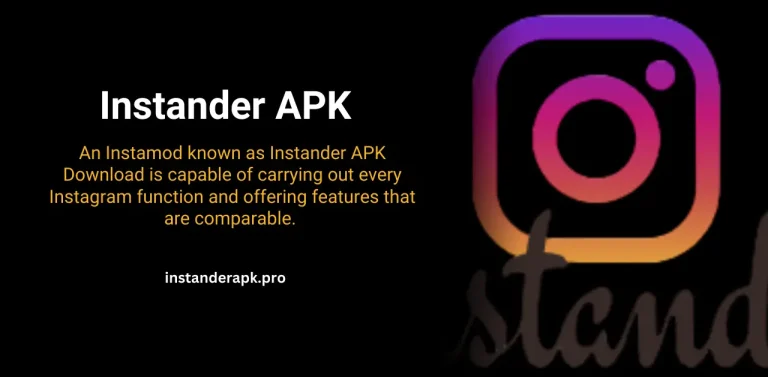 Instander APK
An Instamod known as Instander APK
Download is capable of carrying out every
Instagram function and offering features that
are comparable.
instanderapk.pro
stand